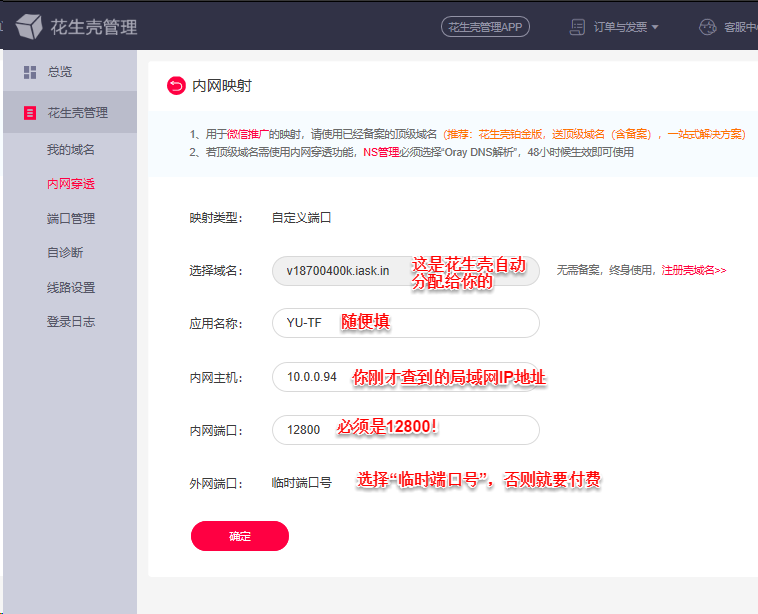 花生壳管理
花生壳管理APP
订单与发票
客服中
总览
花生壳管理
我的域名
内网穿透
端口管理
自诊断
线路设置
登录日志
内网映射
1、用于微信推广的映射，请使用已经备案的顶级域名（推荐：花生壳铂金版，送顶级域名（含备案），一站式解决方案）
2、若顶级域名需使用内网穿透功能，NS管理必须选择“Oray DNS解析”，48小时候生效即可使用
映射类型： 自定义端口
选择域名： v18700400k.iask.in 这是花生壳自动
分配给你的
无需备案，终身使用，注册壳域名>>
应用名称： YU-TF 随便填
内网主机： 10.0.0.94 你刚才查到的局域网IP地址
内网端口： 12800 必须是12800！
外网端口： 临时端口号 选择“临时端口号”，否则就要付费
确定